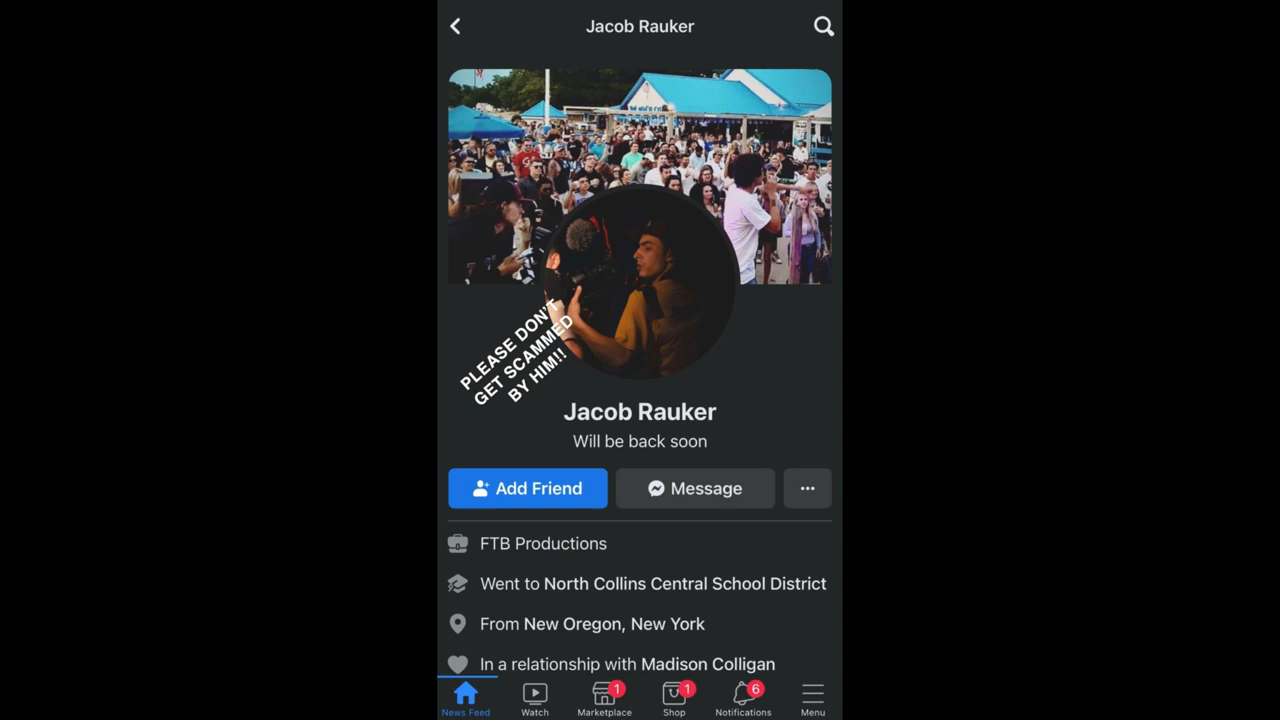 Jacob Rauker
PLEASE DON'T
GET SCAMMED
BY HIM!!
Jacob Rauker
Will be back soon
Add Friend
Message
FTB Productions
Went to North Collins Central School District
From New Oregon, New York
In a relationship with Madison Colligan
1
1
6
News Feed
Watch
Marketplace
Shop
Notifications
Menu